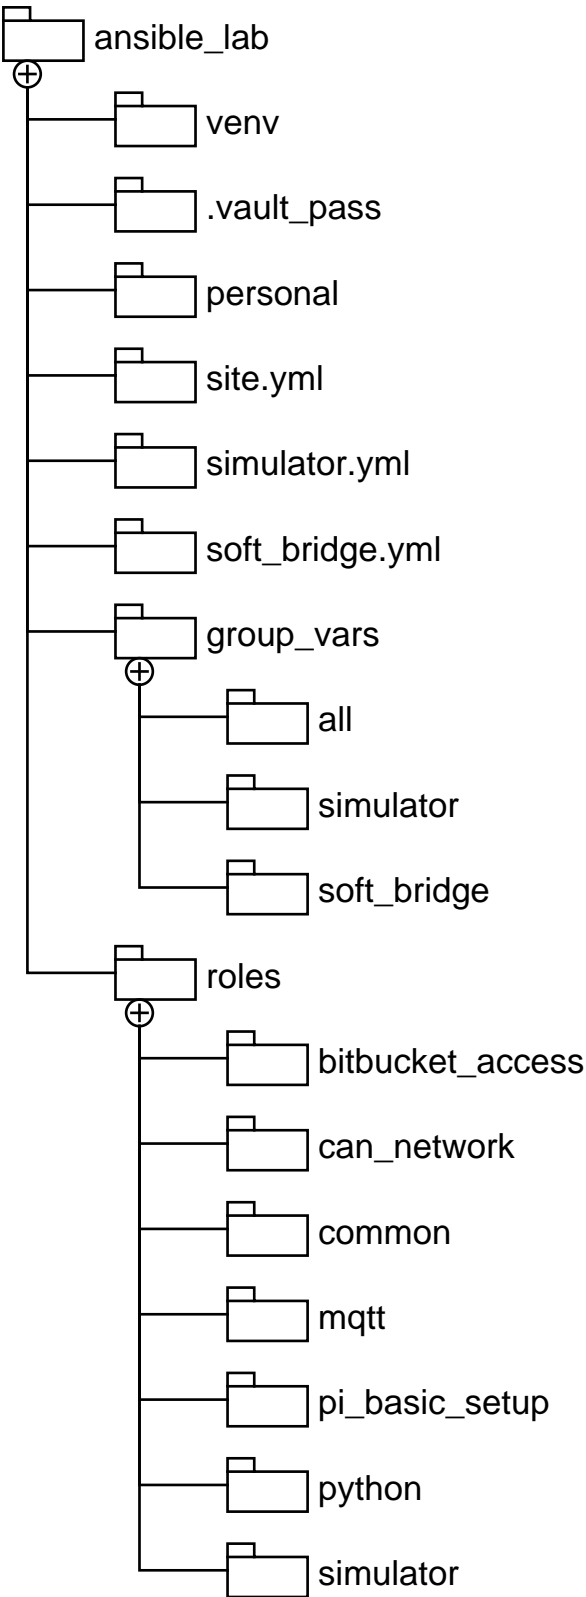 ansible_lab
venv
.vault_pass
personal
site.yml
simulator.yml
soft_bridge.yml
group_vars
all
simulator
soft_bridge
roles
bitbucket_access
can_network
common
mqtt
pi_basic_setup
python
simulator